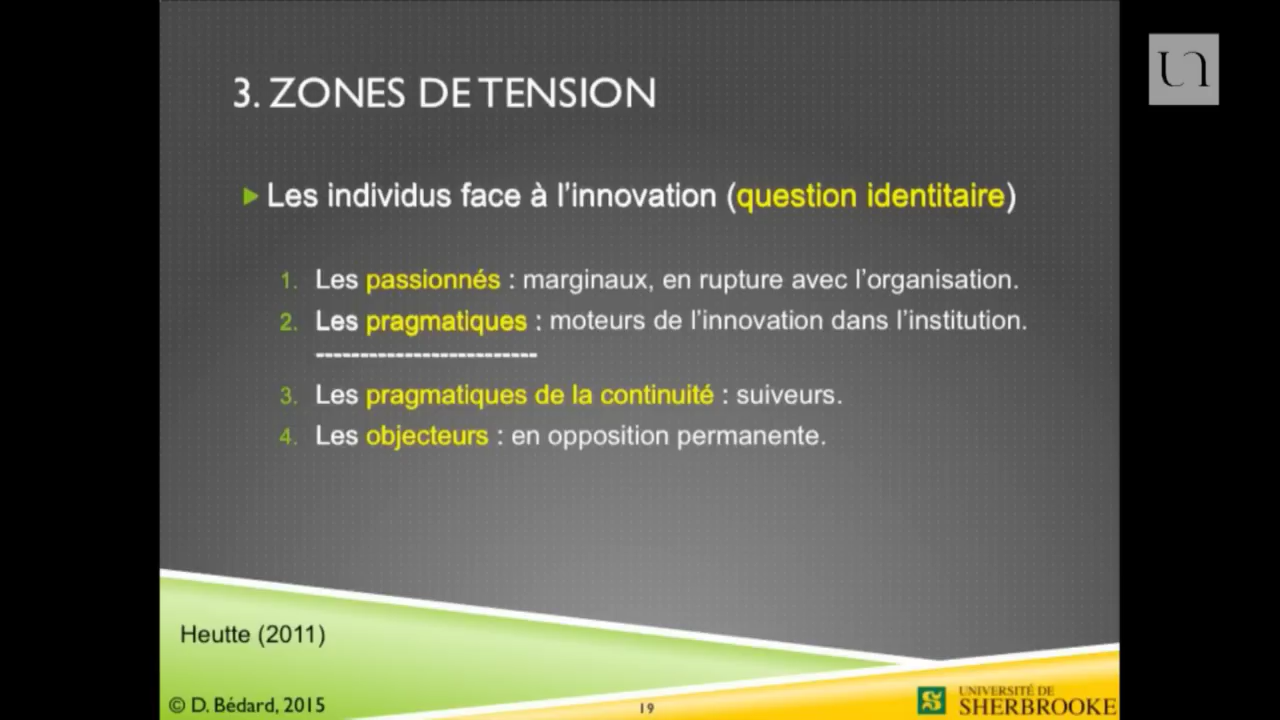 3. ZONES DE TENSION
Les individus face à l'innovation (question identitaire)
1. Les passionnés : marginaux, en rupture avec l'organisation.
2. Les pragmatiques : moteurs de l'innovation dans l'institution.
-------------------------
3. Les pragmatiques de la continuité : suiveurs.
4. Les objecteurs : en opposition permanente.
Heutte (2011)
© D. Bédard, 2015
19
UNIVERSITÉ DE
SHERBROOKE